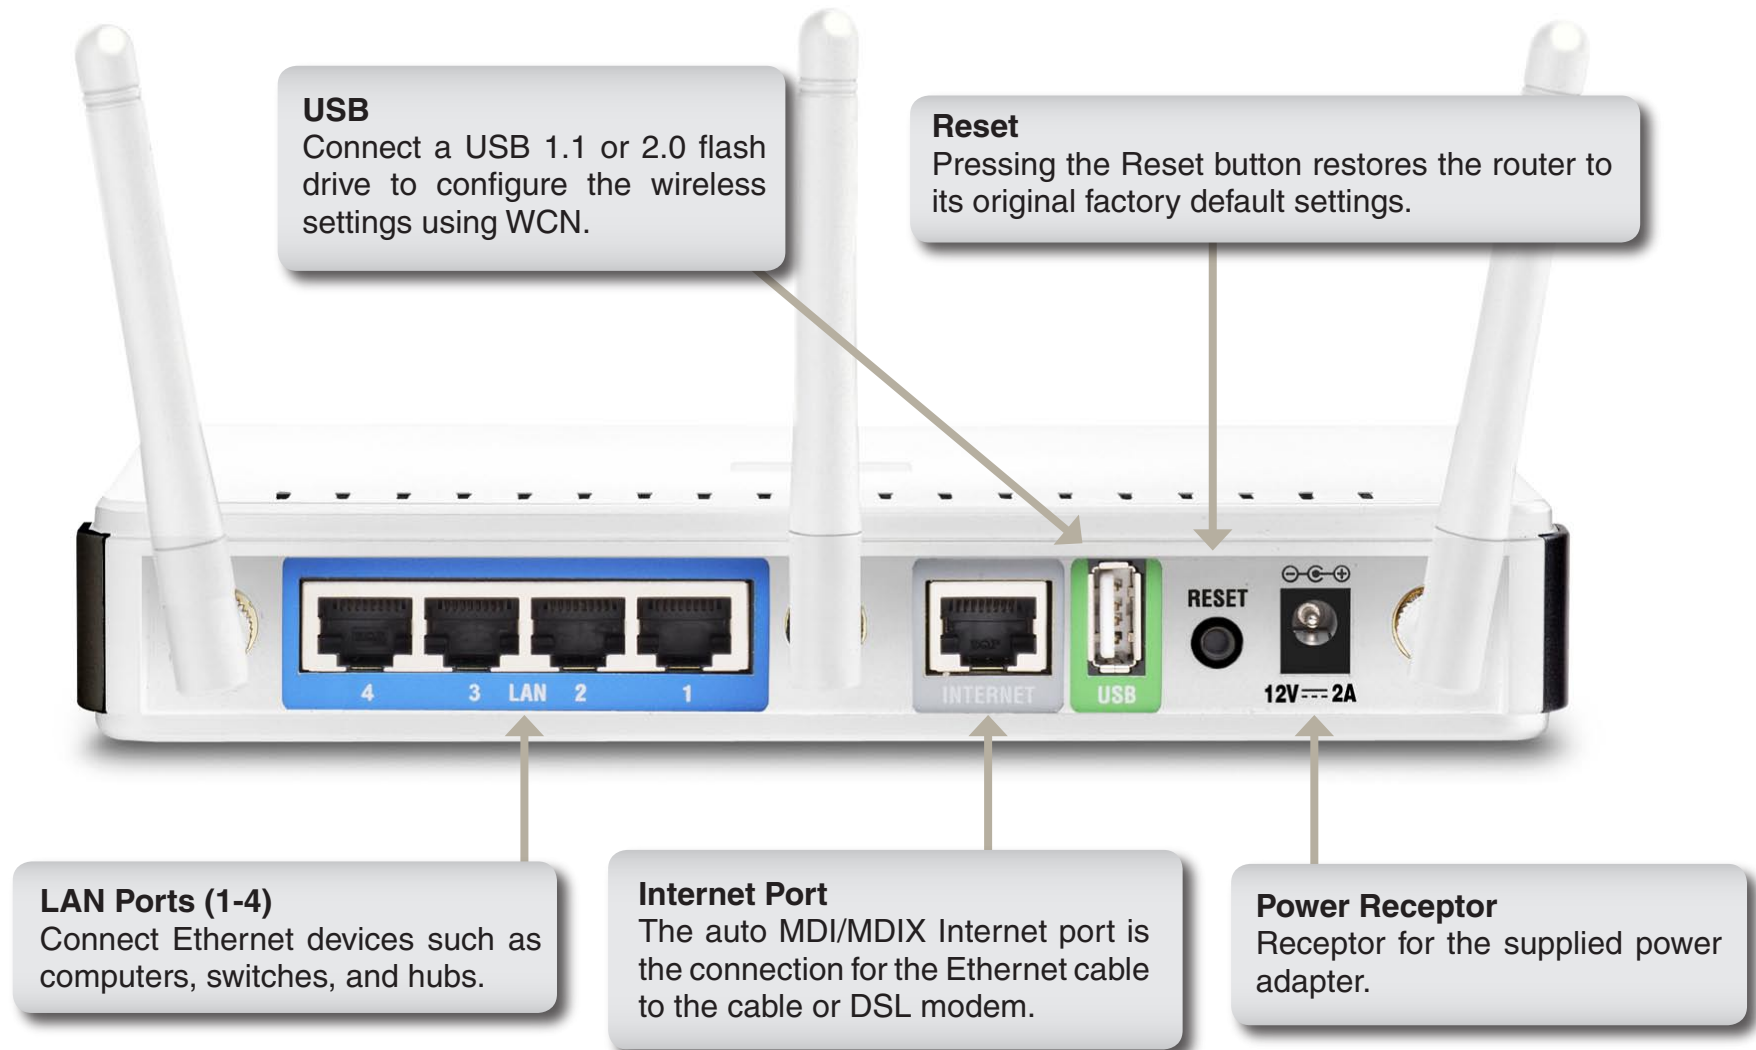 USB
Connect a USB 1.1 or 2.0 flash
drive to configure the wireless
settings using WCN.
Reset
Pressing the Reset button restores the router to
its original factory default settings.
RESET
4 3 LAN 2 1
INTERNET
USB
12V 2A
LAN Ports (1-4)
Connect Ethernet devices such as
computers, switches, and hubs.
Internet Port
The auto MDI/MDIX Internet port is
the connection for the Ethernet cable
to the cable or DSL modem.
Power Receptor
Receptor for the supplied power
adapter.